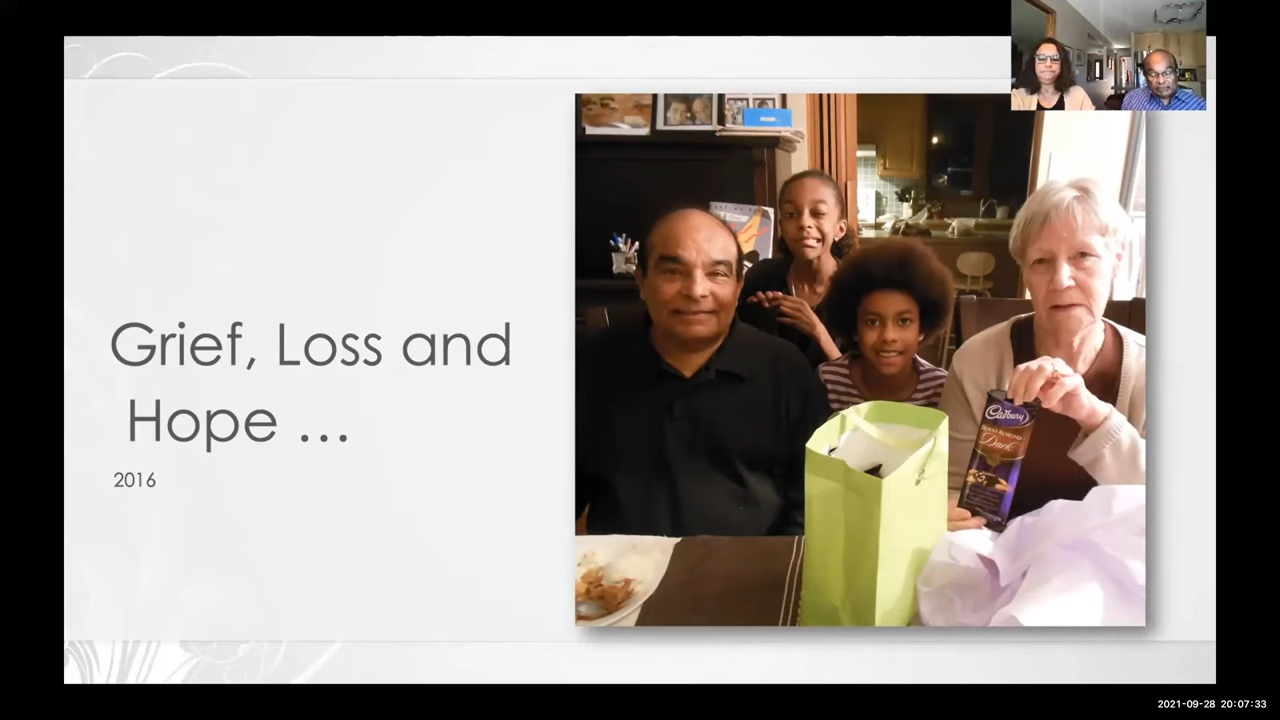 Grief, Loss and
Hope ...
2016
Cadbury
Dark
2021-09-28 20:07:33